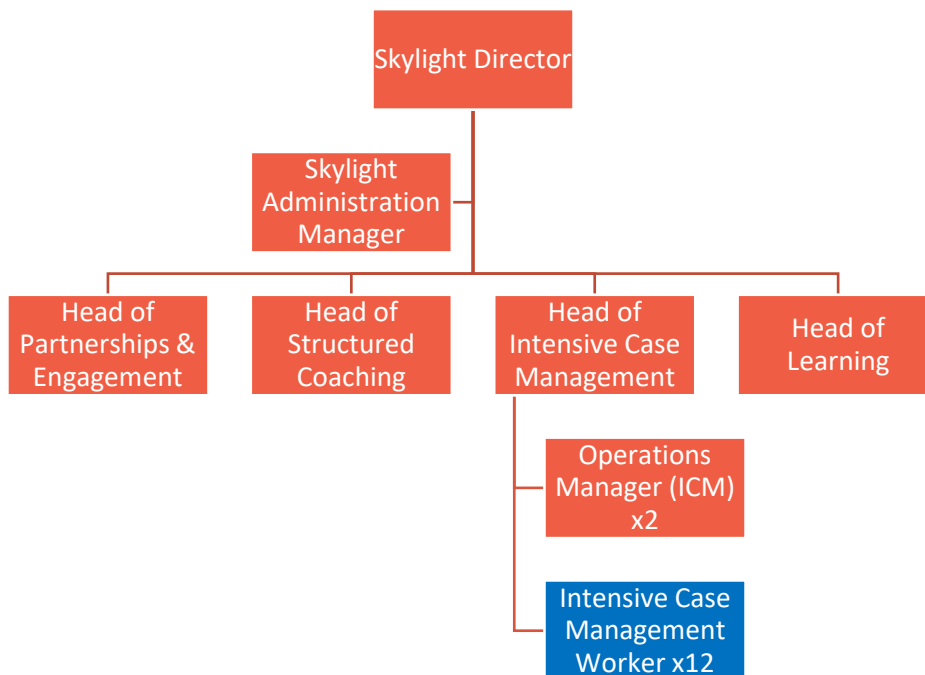 Skylight Director
Skylight
Administration
Manager
Head of
Partnerships &
Engagement
Head of
Structured
Coaching
Head of
Intensive Case
Management
Head of
Learning
Operations
Manager (ICM)
x2
Intensive Case
Management
Worker x12